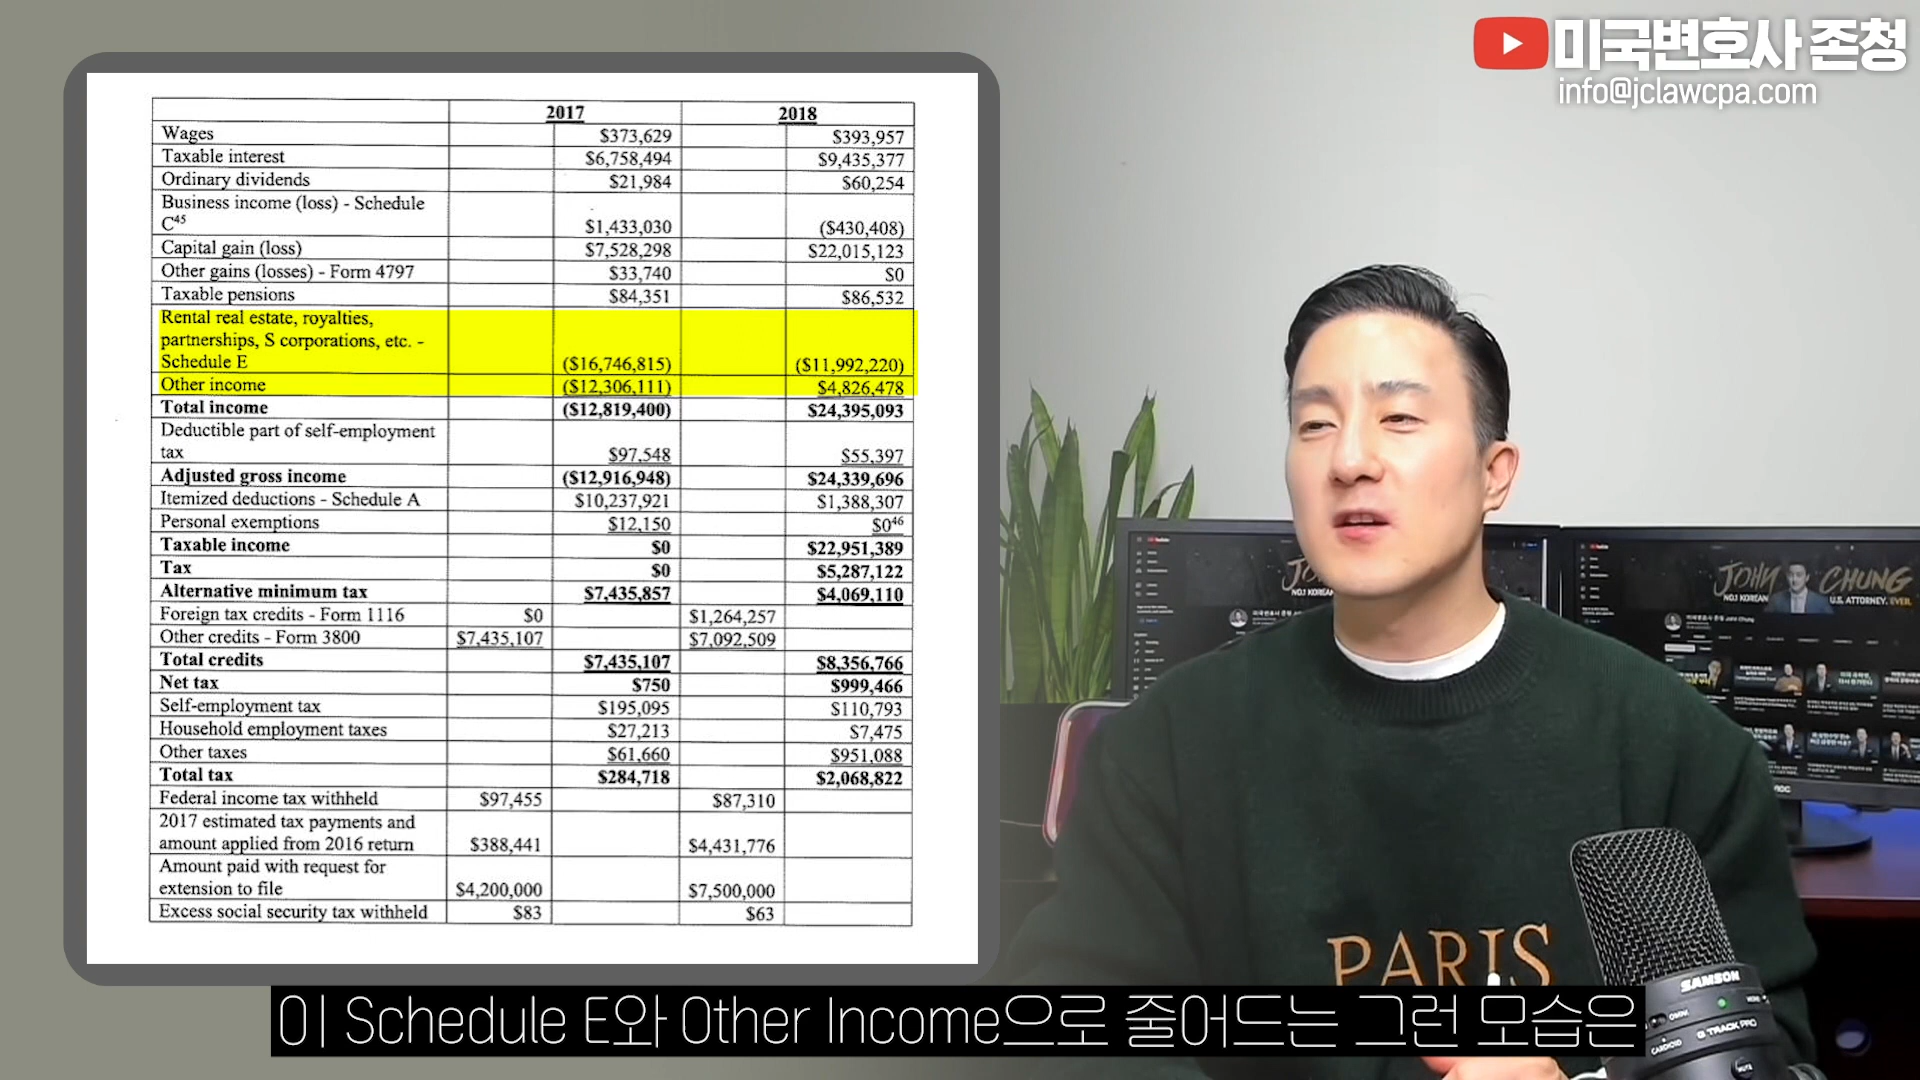 미국변호사 존청
info@jclawcpa.com
2017 2018
Wages $373,629 $393,957
Taxable interest $6,758,494 $9,435,377
Ordinary dividends $21,984 $60,254
Business income (loss) - Schedule
C45 $1,433,030 ($430,408)
Capital gain (loss) $7,528,298 $22,015,123
Other gains (losses) - Form 4797 $33,740 $0
Taxable pensions $84,351 $86,532
Rental real estate, royalties,
partnerships, S corporations, etc. -
Schedule E ($16,746,815) ($11,992,220)
Other income ($12,306,111) $4,826,478
Total income ($12,819,400) $24,395,093
Deductible part of self-employment
tax $97,548 $55,397
Adjusted gross income ($12,916,948) $24,339,696
Itemized deductions - Schedule A $10,237,921 $1,388,307
Personal exemptions $12,150 $046
Taxable income $0 $22,951,389
Tax $0 $5,287,122
Alternative minimum tax $7,435,857 $4,069,110
Foreign tax credits - Form 1116 $0 $1,264,257
Other credits - Form 3800 $7,435,107 $7,092,509
Total credits $7,435,107 $8,356,766
Net tax $750 $999,466
Self-employment tax $195,095 $110,793
Household employment taxes $27,213 $7,475
Other taxes $61,660 $951,088
Total tax $284,718 $2,068,822
Federal income tax withheld $97,455 $87,310
2017 estimated tax payments and
amount applied from 2016 return $388,441 $4,431,776
Amount paid with request for
extension to file $4,200,000 $7,500,000
Excess social security tax withheld $83 $63
JOHN CHUNG
NO.1 KOREAN U.S. ATTORNEY. EVER.
PARIS
SAMSON
G TRACK PRO
CARDIOID
MUTE
이 Schedule E와 Other Income으로 줄어드는 그런 모습은